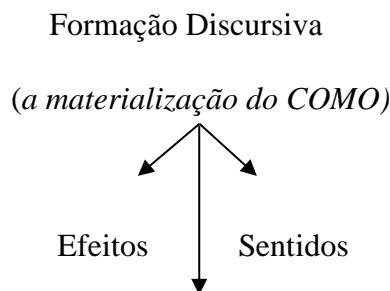 Formação Discursiva
(a materialização do COMO)
Efeitos Sentidos